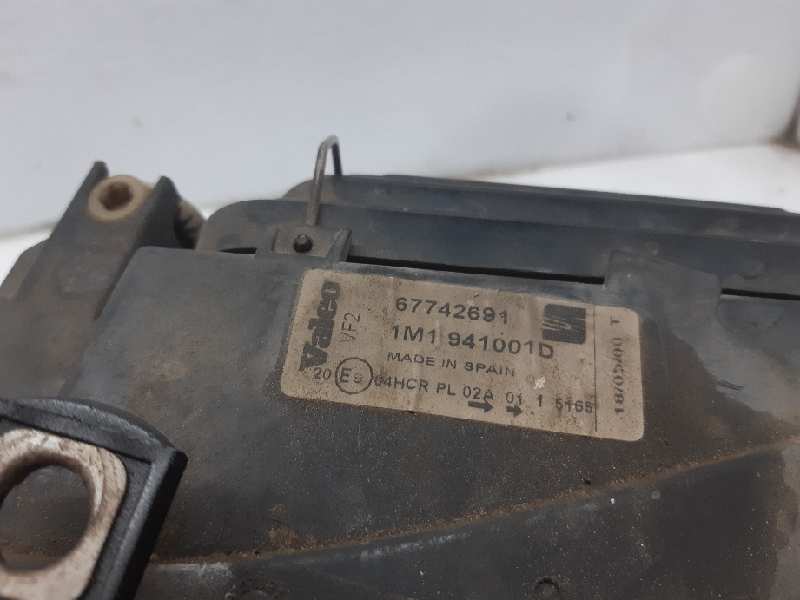 Valeo
VF2
67742691
1M1 941001D
MADE IN SPAIN
20 E9 04HCR PL 02A 01 1 5165
18/05/00 T